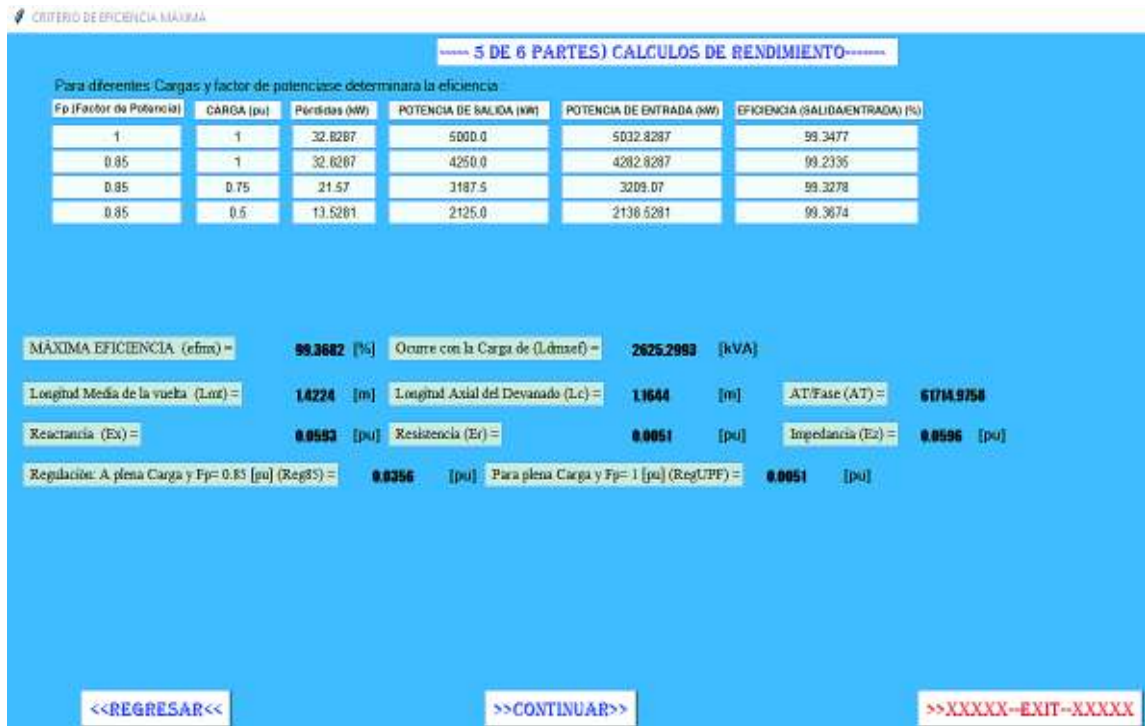 CRITERIO DE EFICIENCIA MÁXIMA
----- 5 DE 6 PARTES) CALCULOS DE RENDIMIENTO-------
Para diferentes Cargas y factor de potenciase determinara la eficiencia :
Fp (Factor de Potencia) CARGA (pu) Pérdidas (kW) POTENCIA DE SALIDA (kW) POTENCIA DE ENTRADA (kW) EFICIENCIA (SALIDA/ENTRADA) (%)
1 1 32.8287 5000.0 5032.8287 99.3477
0.85 1 32.8287 4250.0 4282.8287 99.2335
0.85 0.75 21.57 3187.5 3209.07 99.3278
0.85 0.5 13.5281 2125.0 2138.5281 99.3674
MÁXIMA EFICIENCIA (efmx) = 99.3682 [%] Ocurre con la Carga de (Ldmxef) = 2625.2993 [kVA]
Longitud Media de la vuelta (Lmt) = 1.4224 [m] Longitud Axial del Devanado (Lc) = 1.1644 [m] AT/Fase (AT) = 61714.9758
Reactancia (Ex) = 0.0593 [pu] Resistencia (Er) = 0.0051 [pu] Impedancia (Ez) = 0.0596 [pu]
Regulación: A plena Carga y Fp= 0.85 [pu] (Reg85) = 0.0356 [pu] Para plena Carga y Fp= 1 [pu] (RegUPF) = 0.0051 [pu]
<<REGRESAR<< >>CONTINUAR>> >>XXXXX--EXIT--XXXXX